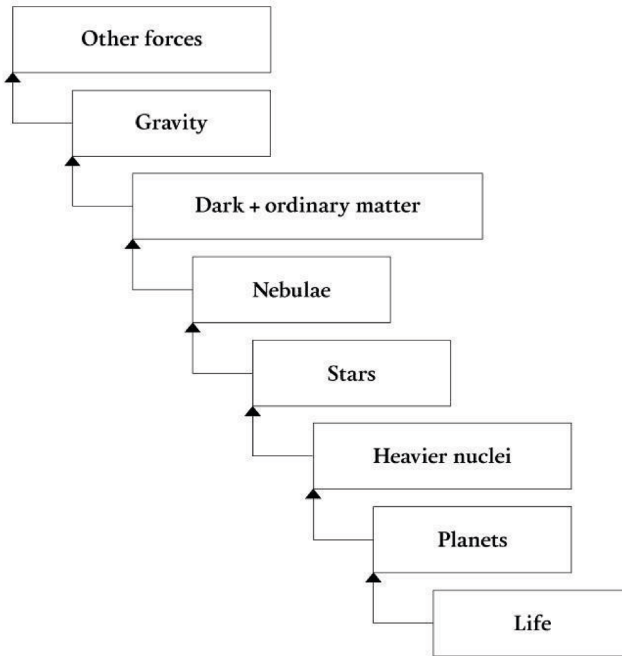 Other forces
Gravity
Dark + ordinary matter
Nebulae
Stars
Heavier nuclei
Planets
Life